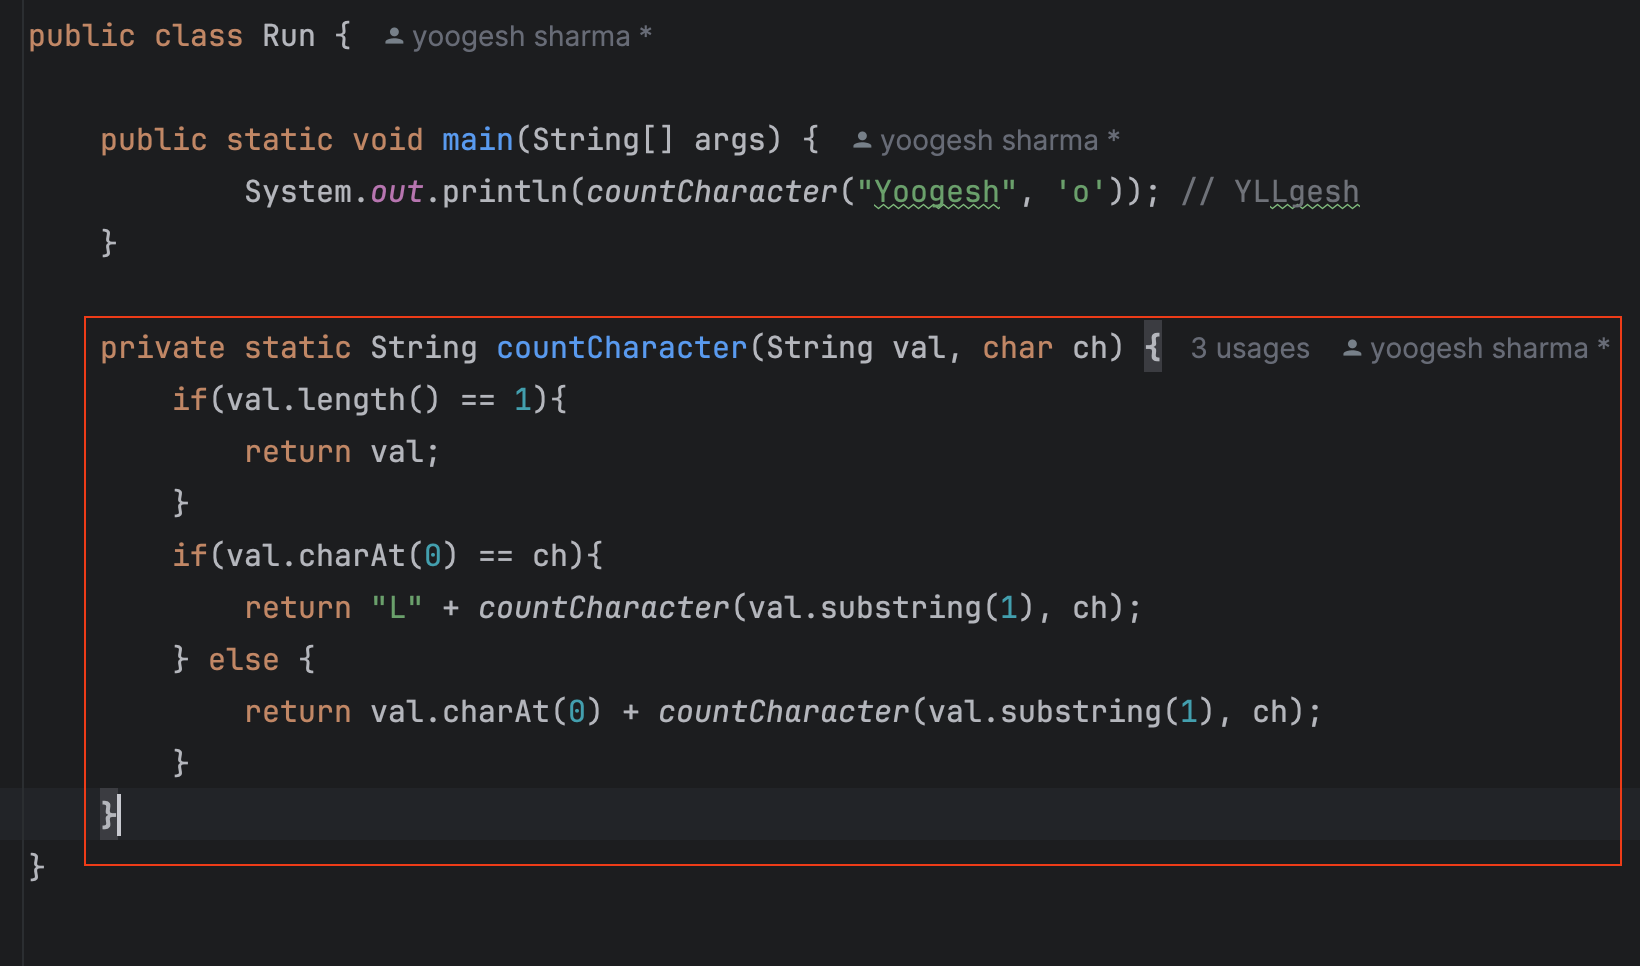 public class Run {  yoogesh sharma *
public static void main(String[] args) {  yoogesh sharma *
System.out.println(countCharacter("Yoogesh", 'o')); // YLLgesh
}
private static String countCharacter(String val, char ch) {  3 usages  yoogesh sharma *
if(val.length() == 1){
return val;
}
if(val.charAt(0) == ch){
return "L" + countCharacter(val.substring(1), ch);
} else {
return val.charAt(0) + countCharacter(val.substring(1), ch);
}
}
}